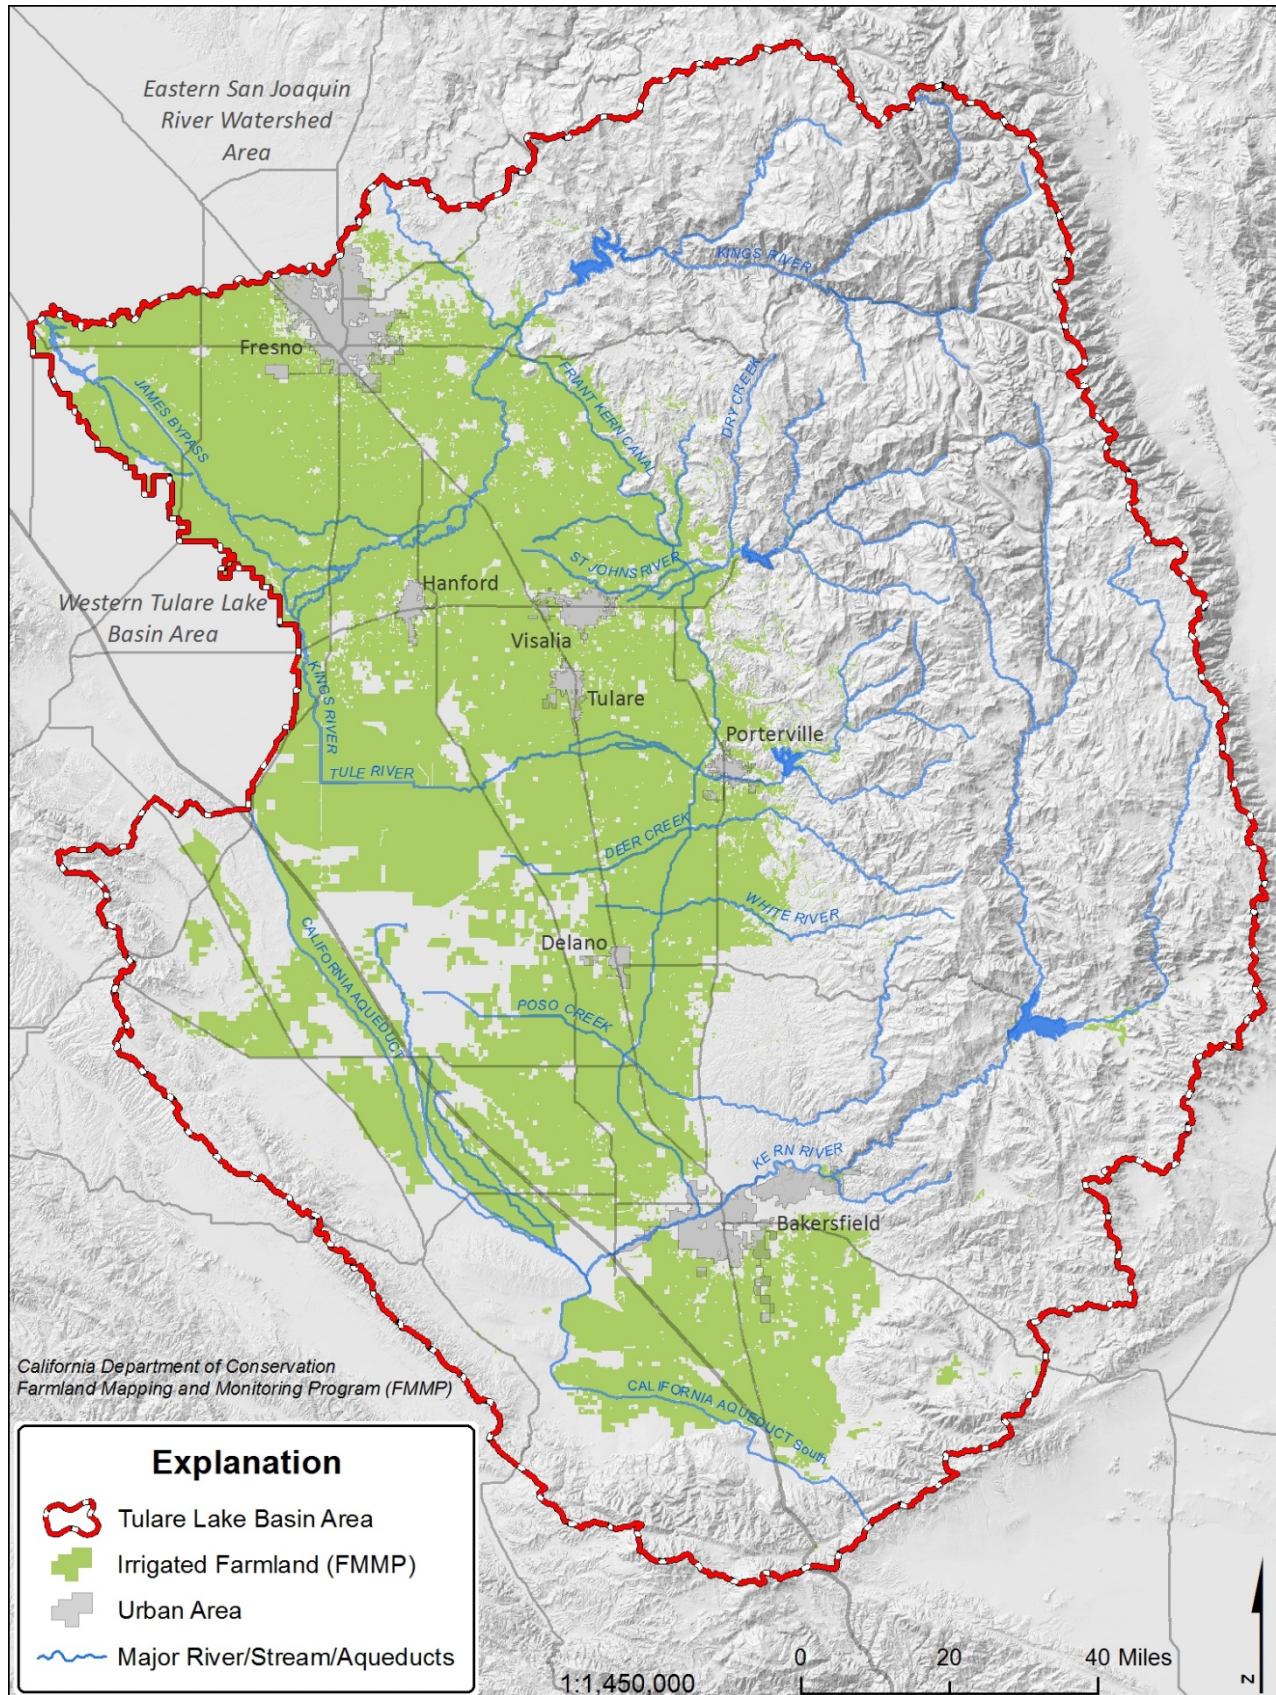 Eastern San Joaquin
River Watershed
Area
KINGS RIVER
Fresno
FRIANT KERN CANAL
DRY CREEK
JAMES BYPASS
ST JOHNS RIVER
Hanford
Western Tulare Lake
Basin Area
Visalia
KINGS RIVER
Tulare
Porterville
TULE RIVER
DEER CREEK
WHITE RIVER
Delano
CALIFORNIA AQUEDUCT
POSO CREEK
KERN RIVER
Bakersfield
California Department of Conservation
Farmland Mapping and Monitoring Program (FMMP)
CALIFORNIA AQUEDUCT South
Explanation
Tulare Lake Basin Area
Irrigated Farmland (FMMP)
Urban Area
Major River/Stream/Aqueducts
0 20 40 Miles
1:1,450,000
N